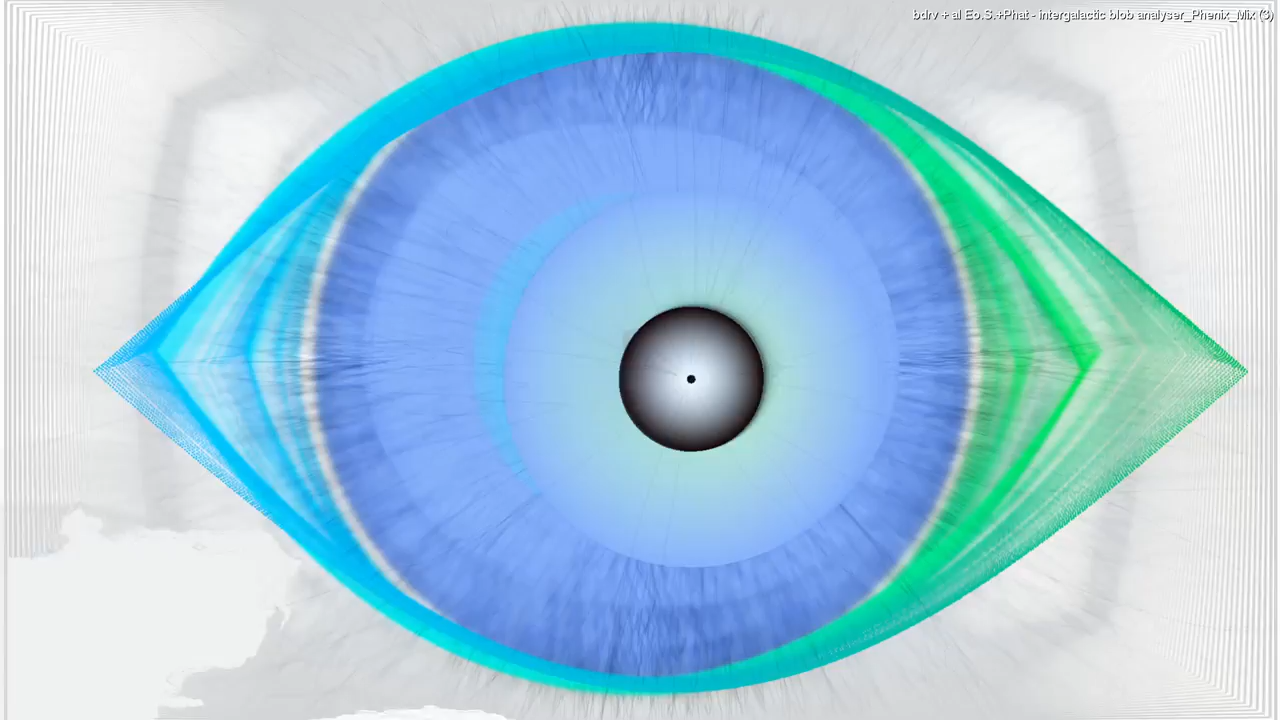 bdrv + al Eo.S.+Phat - intergalactic blob analyser_Phenix_Mix (3)